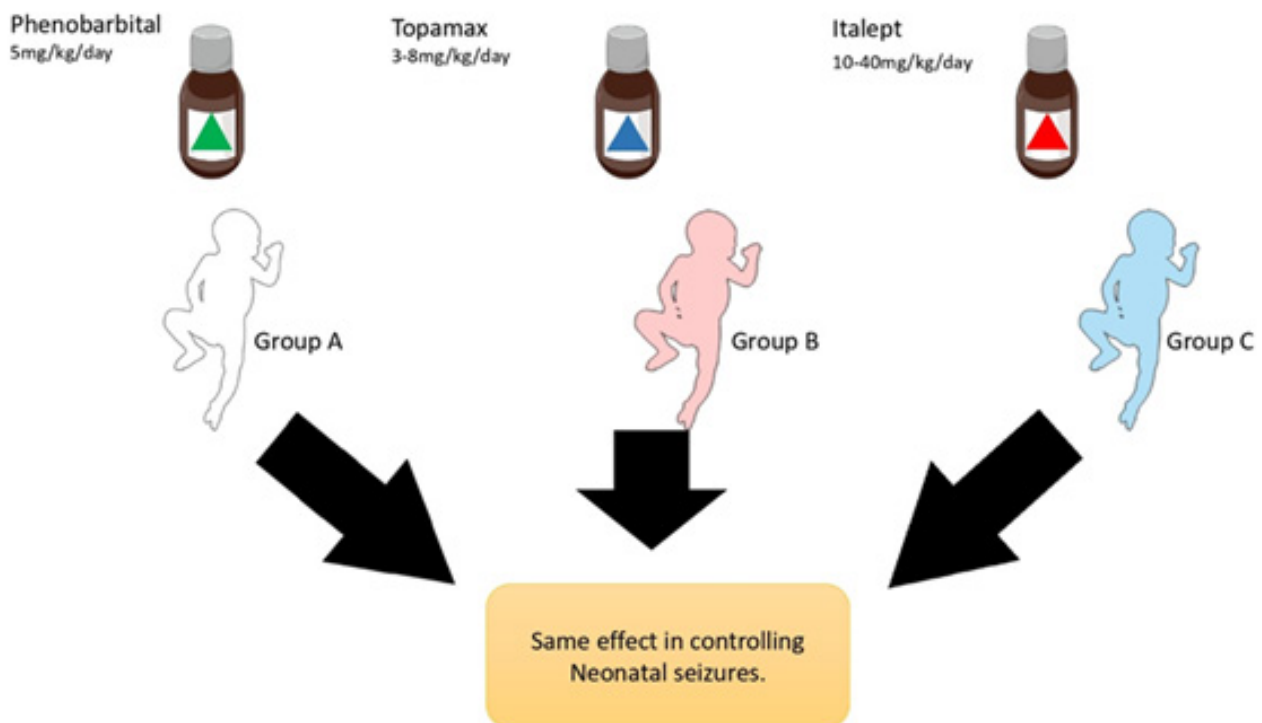 Phenobarbital
5mg/kg/day
Topamax
3-8mg/kg/day
Italept
10-40mg/kg/day
Group A
Group B
Group C
Same effect in controlling
Neonatal seizures.